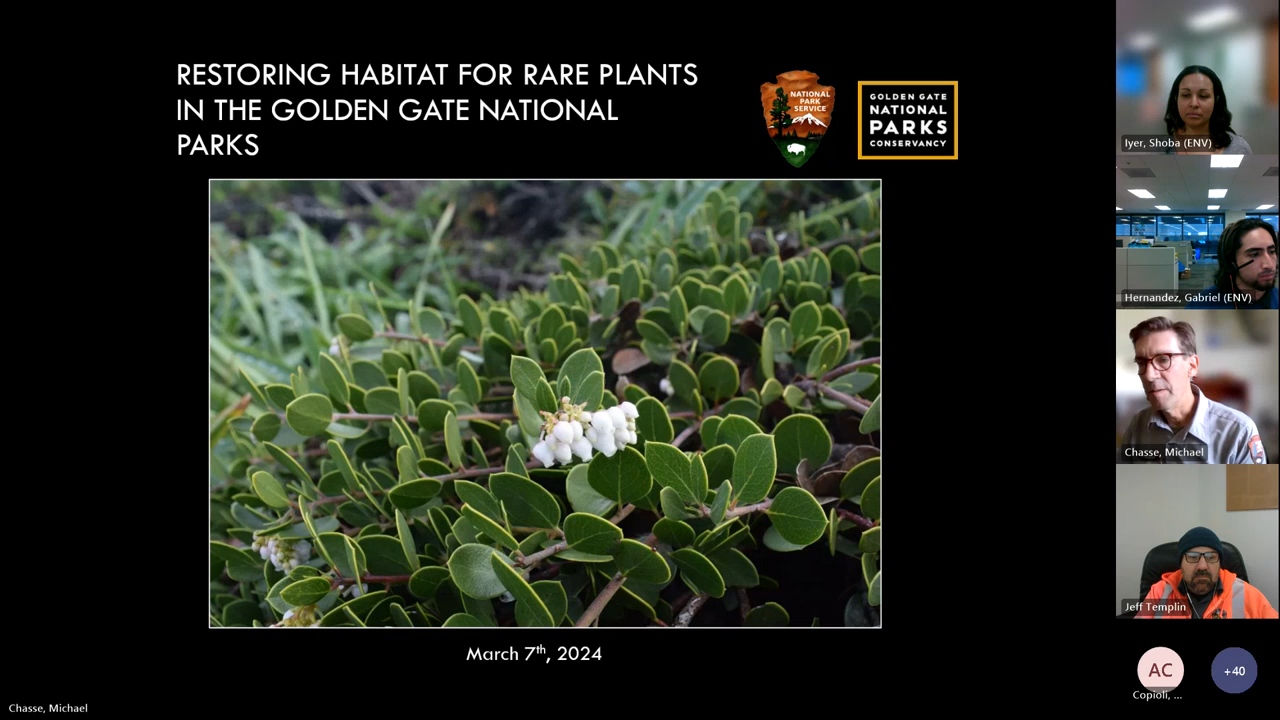 RESTORING HABITAT FOR RARE PLANTS
IN THE GOLDEN GATE NATIONAL
PARKS
NATIONAL
PARK
SERVICE
GOLDEN GATE
NATIONAL
PARKS
CONSERVANCY
March 7th, 2024
Chasse, Michael
Iyer, Shoba (ENV)
Hernandez, Gabriel (ENV)
Chasse, Michael
Jeff Templin
AC
Copioli, ...
+40